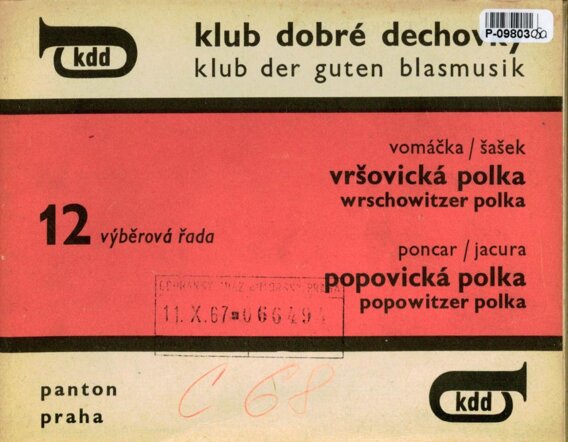 kdd
klub dobré dechovky
klub der guten blasmusik
P-09803
vomáčka / šašek
vršovická polka
wrschowitzer polka
12 výběrová řada
poncar / jacura
popovická polka
popowitzer polka
11. X. 67 066494
panton
praha
C 68
kdd